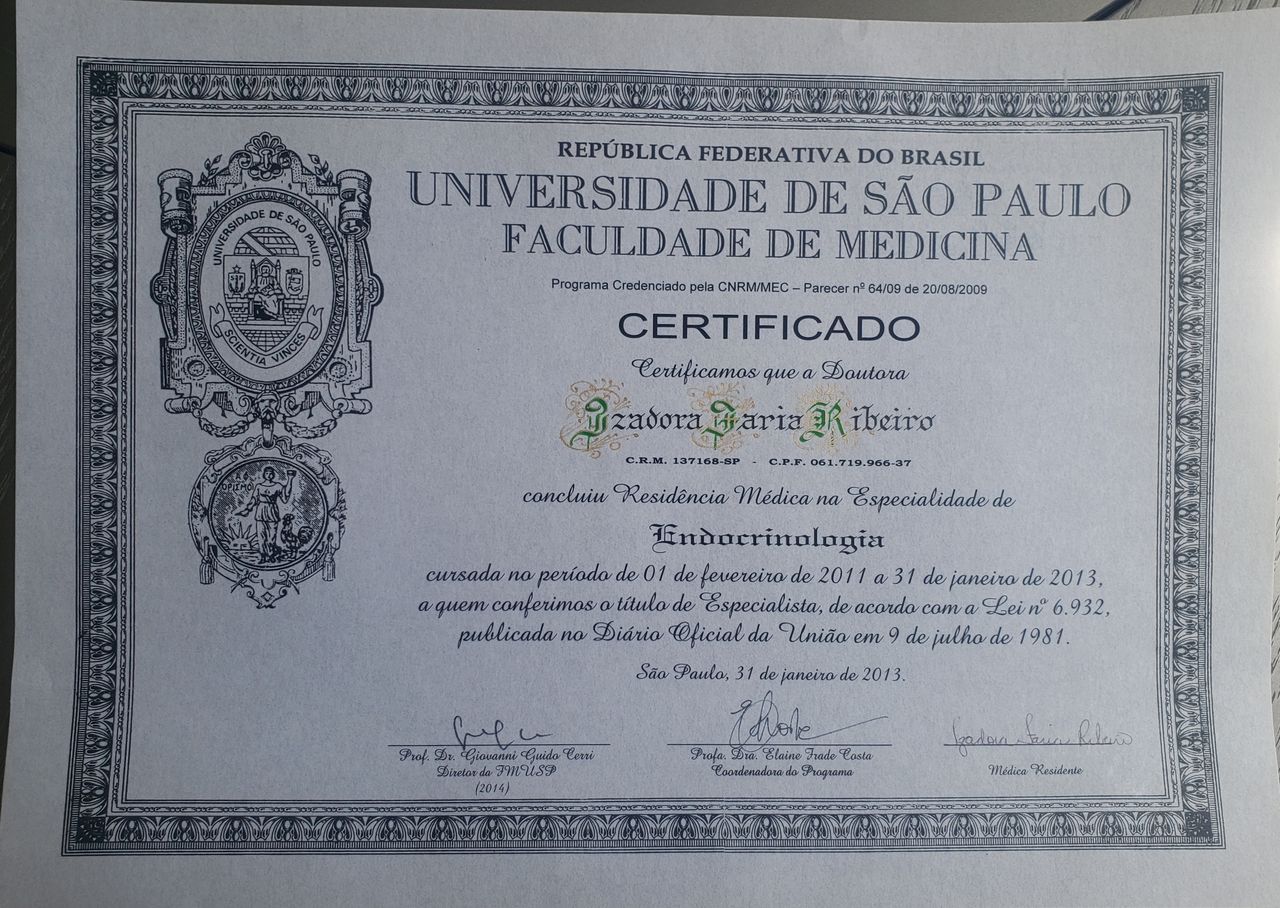 UNIVERSIDADE DE SÃO PAULO
SCIENTIA VINCES
REPÚBLICA FEDERATIVA DO BRASIL
UNIVERSIDADE DE SÃO PAULO
FACULDADE DE MEDICINA
Programa Credenciado pela CNRM/MEC – Parecer nº 64/09 de 20/08/2009
CERTIFICADO
Certificamos que a Doutora
Izadora Faria Ribeiro
C.R.M. 137168-SP - C.P.F. 061.719.966-37
concluiu Residência Médica na Especialidade de
Endocrinologia
cursada no período de 01 de fevereiro de 2011 a 31 de janeiro de 2013,
a quem conferimos o título de Especialista, de acordo com a Lei nº 6.932,
publicada no Diário Oficial da União em 9 de julho de 1981.
São Paulo, 31 de janeiro de 2013.
Izadora Faria Ribeiro
Prof. Dr. Giovanni Guido Cerri
Profa. Dra. Elaine Frade Costa
Diretor da FMUSP
Coordenadora do Programa
Médica Residente
(2014)